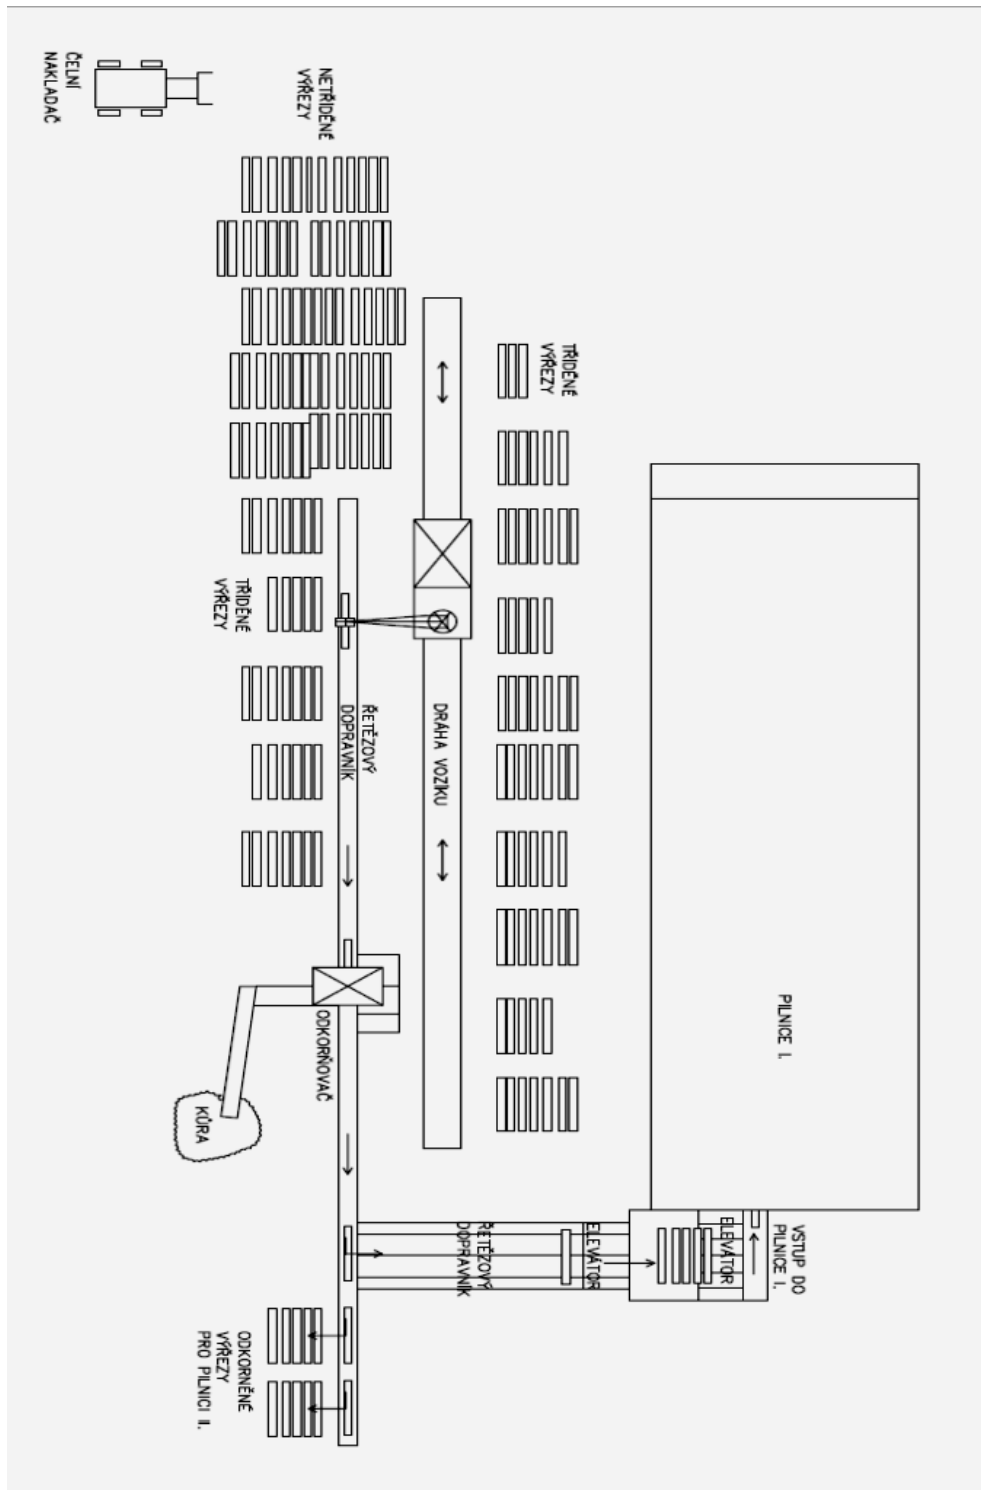 ČELNÍ
NAKLADAČ
NETŘÍDĚNÉ
VÝŘEZY
TŘÍDĚNÉ
VÝŘEZY
TŘÍDĚNÉ
VÝŘEZY
ŘETĚZOVÝ
DOPRAVNÍK
DRÁHA VOZÍKU
PILNICE I.
ODKORŇOVAČ
KŮRA
ŘETĚZOVÝ
DOPRAVNÍK
ELEVÁTOR
ELEVÁTOR
VSTUP DO
PILNICE I.
ODKORNĚNÉ
VÝŘEZY
PRO PILNICI II.